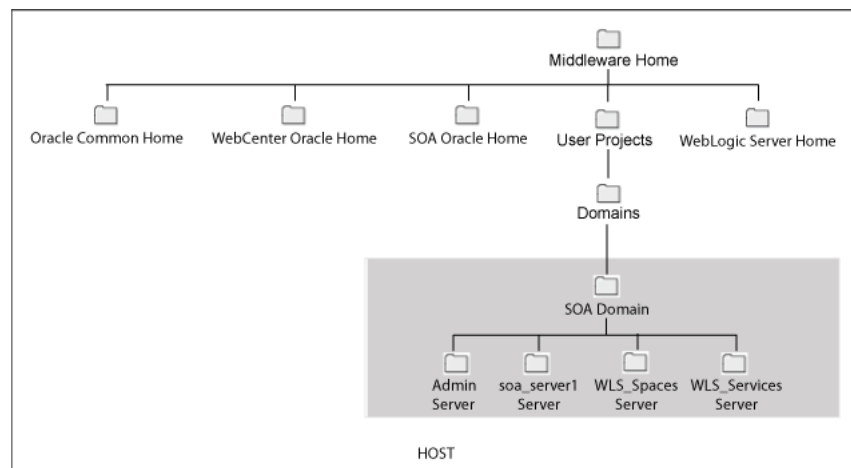 Middleware Home
Oracle Common Home
WebCenter Oracle Home
SOA Oracle Home
User Projects
WebLogic Server Home
Domains
SOA Domain
Admin
Server
soa_server1
Server
WLS_Spaces
Server
WLS_Services
Server
HOST